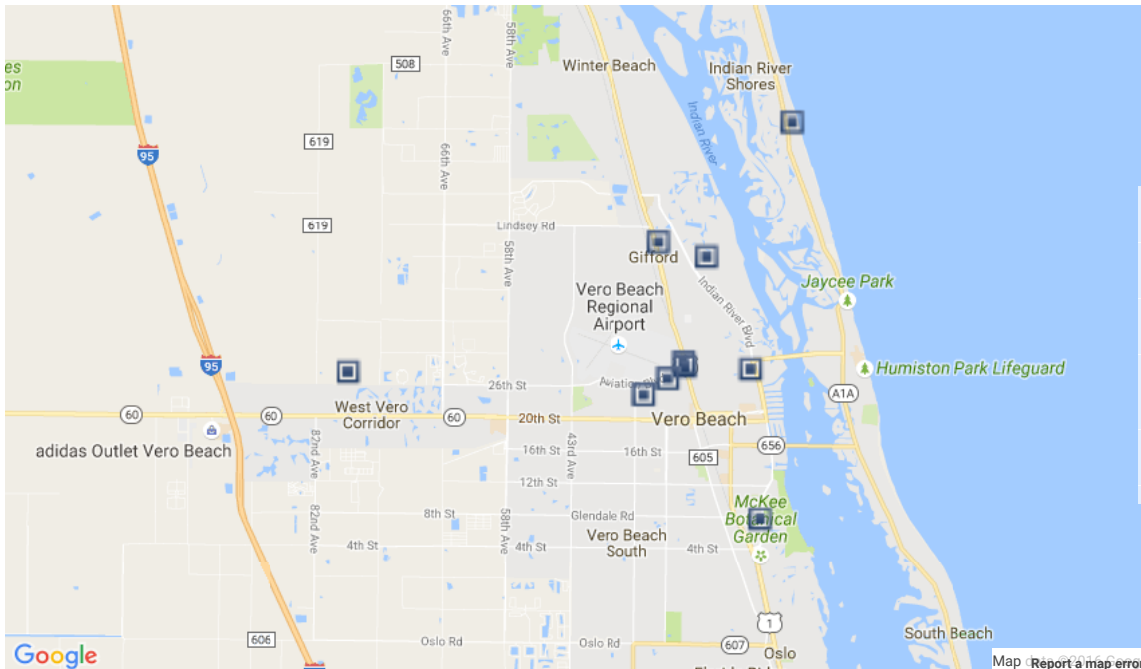 es
on
66th Ave
58th Ave
508
Winter Beach
Indian River
Shores
95
619
66th Ave
Indian River
619
Lindsey Rd
58th Ave
Gifford
Jaycee Park
Vero Beach
Regional
Airport
Indian River Blvd
95
26th St
Humiston Park Lifeguard
A1A
60
60
West Vero
Corridor
60
20th St
Vero Beach
adidas Outlet Vero Beach
82nd Ave
43rd Ave
16th St
16th St
605
656
12th St
McKee
Botanical
Garden
82nd Ave
8th St
58th Ave
Glendale Rd
4th St
4th St
Vero Beach
South
4th St
1
606
Oslo Rd
Oslo Rd
607
Oslo
South Beach
Google
Map
Report a map error